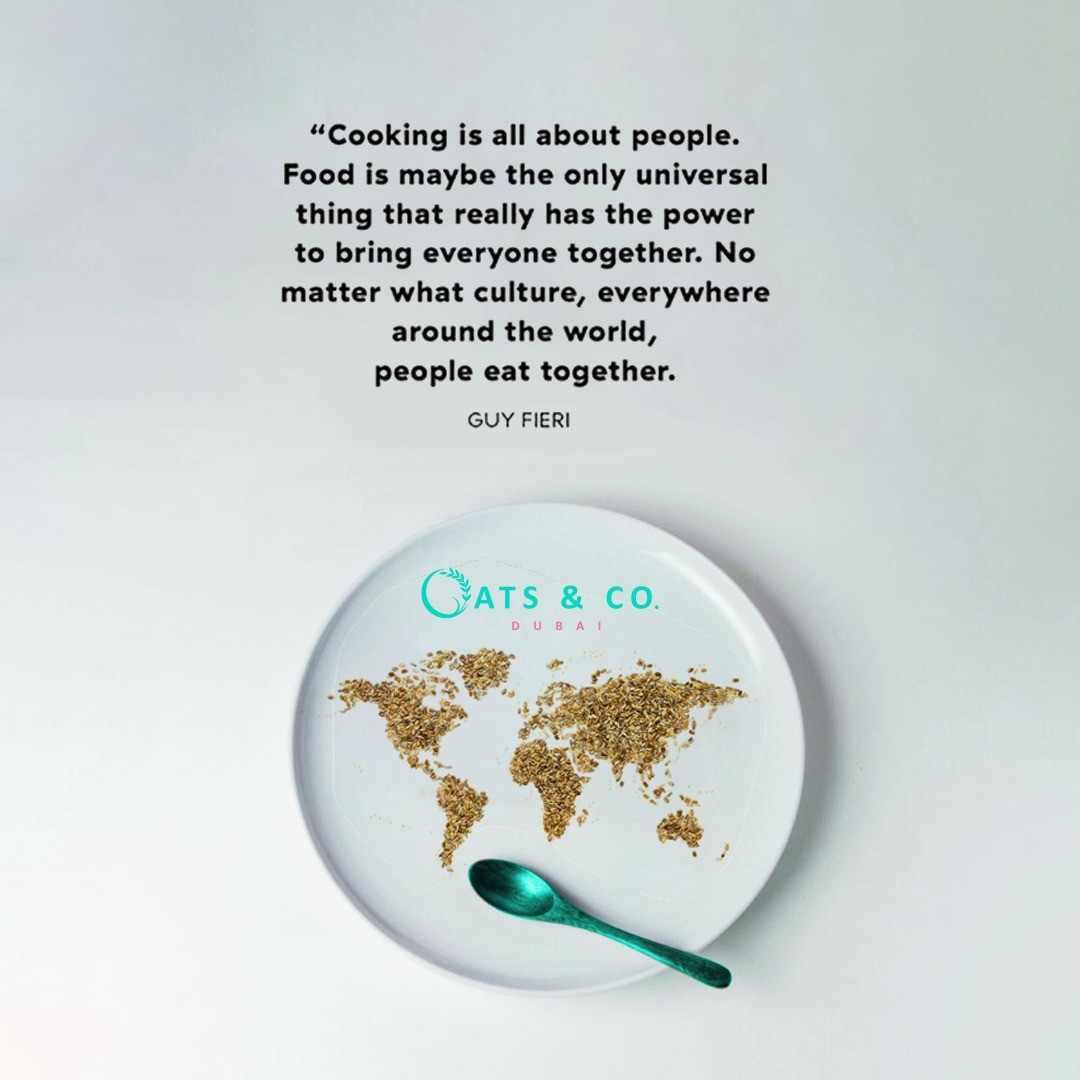 “Cooking is all about people.
Food is maybe the only universal
thing that really has the power
to bring everyone together. No
matter what culture, everywhere
around the world,
people eat together.
GUY FIERI
OATS & CO.
DUBAI